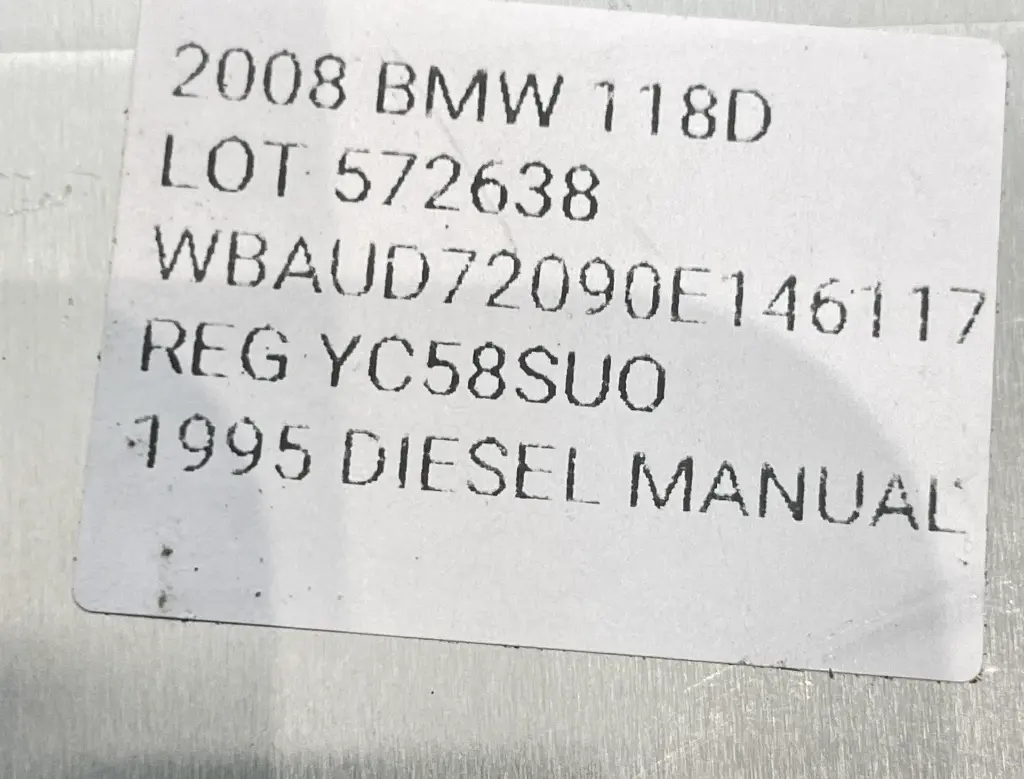 2008 BMW 118D
LOT 572638
WBAUD72090E146117
REG YC58SUO
1995 DIESEL MANUAL